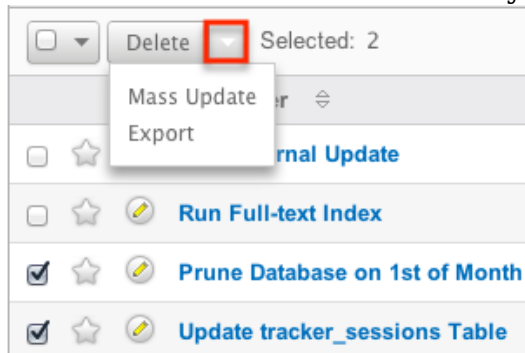 Delete Selected: 2
Mass Update
Export
rnal Update
Run Full-text Index
Prune Database on 1st of Month
Update tracker_sessions Table